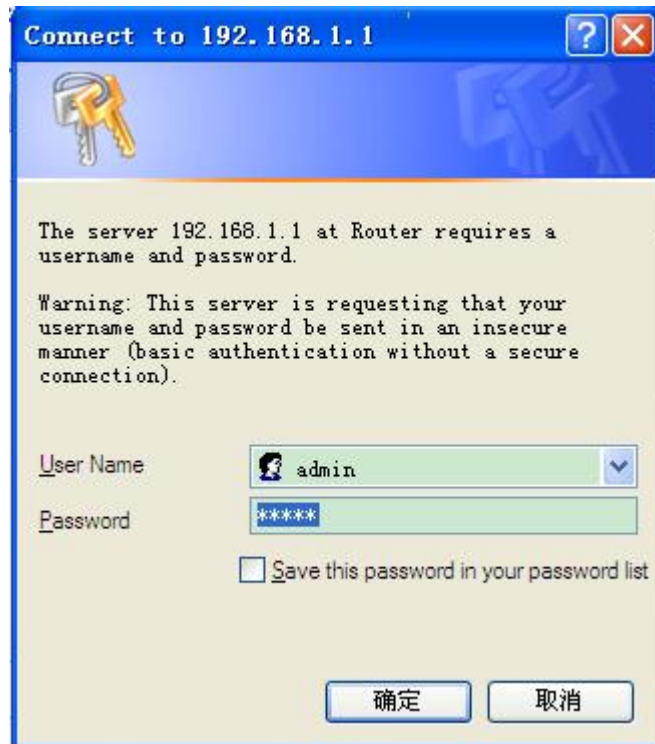 Connect to 192.168.1.1
The server 192.168.1.1 at Router requires a
username and password.
Warning: This server is requesting that your
username and password be sent in an insecure
manner (basic authentication without a secure
connection).
User Name
admin
Password
*****
Save this password in your password list
确定
取消